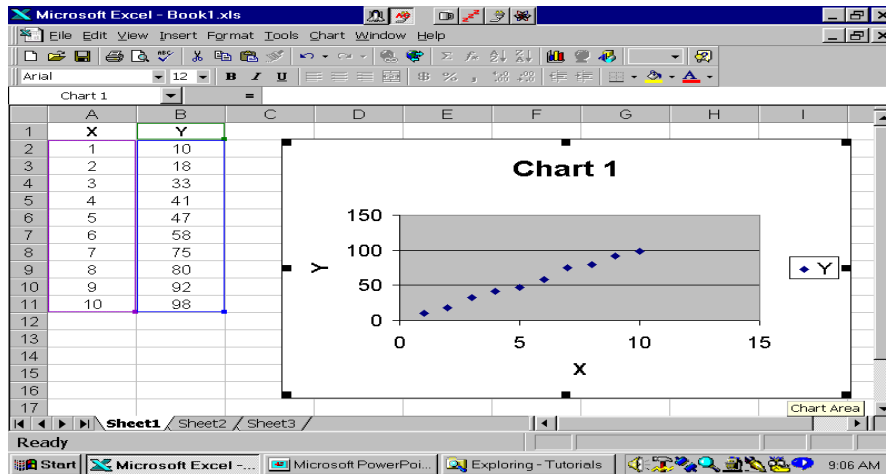 Microsoft Excel - Book1.xls
File Edit View Insert Format Tools Chart Window Help
Arial 12 B I U
Chart 1 =
A B C D E F G H I
1 X Y
2 1 10
3 2 18
4 3 33
5 4 41
6 5 47
7 6 58
8 7 75
9 8 80
10 9 92
11 10 98
12
13
14
15
16
17
Chart 1
150
100
50
0
Y
0 5 10 15
X
Y
Chart Area
Sheet1 Sheet2 Sheet3
Ready
Start Microsoft Excel -... Microsoft PowerPoi... Exploring - Tutorials 9:06 AM